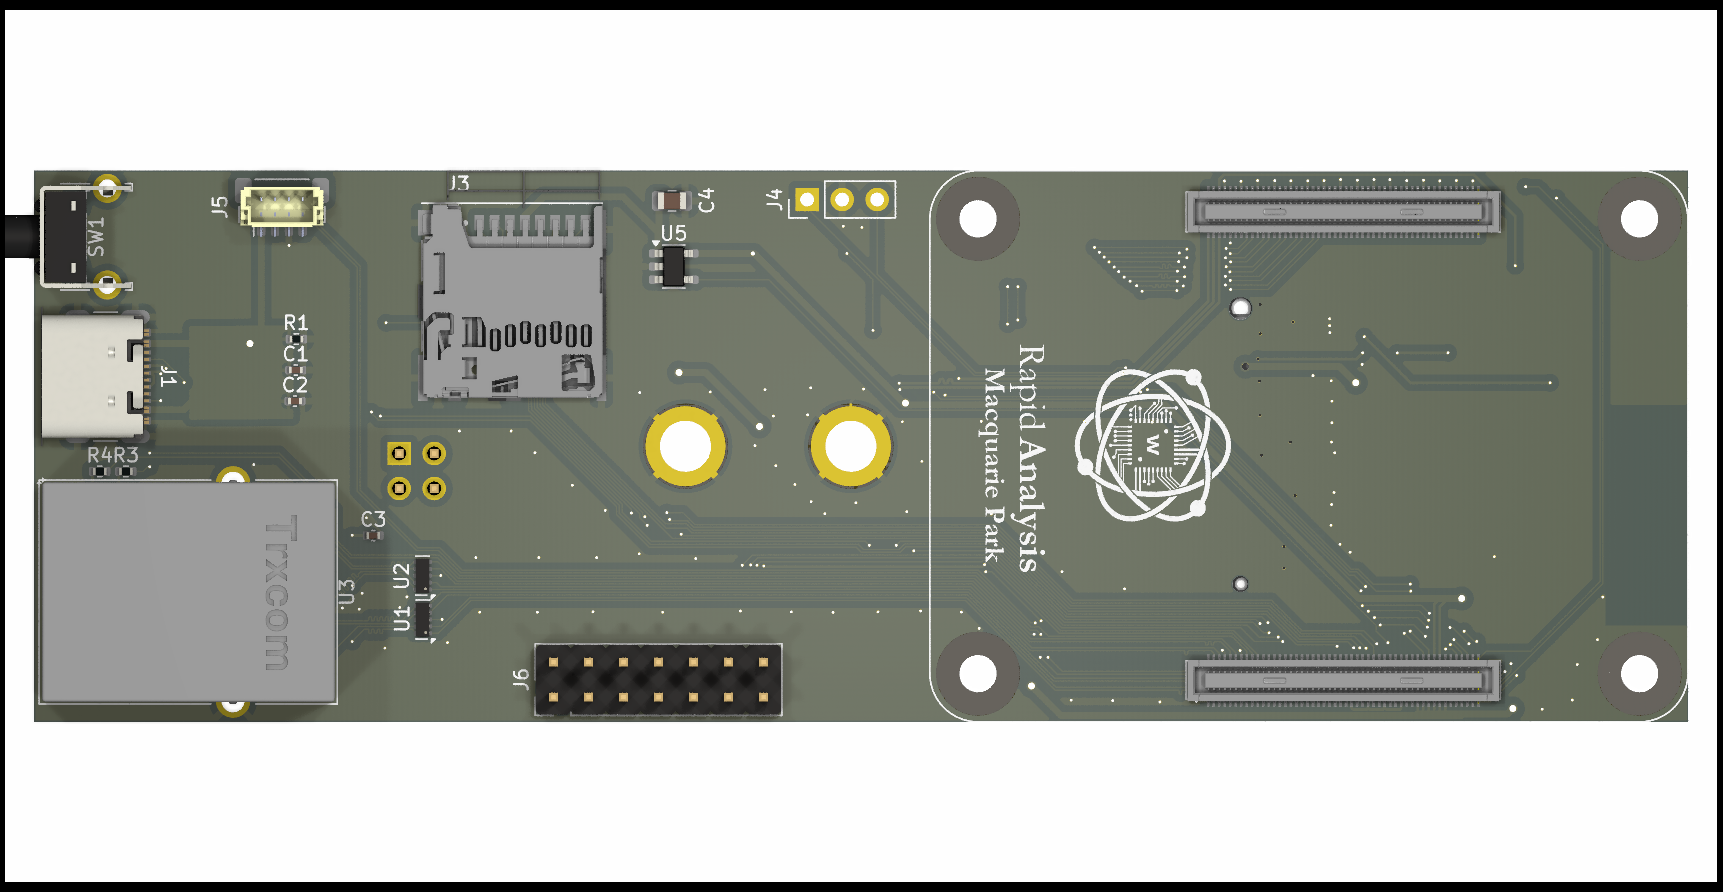 J3
J5
C4
J4
SW1
U5
R1
C1
C2
J1
Rapid Analysis
Macquarie Park
W
R4R3
C3
Trxcom
U3
U2
U1
J6